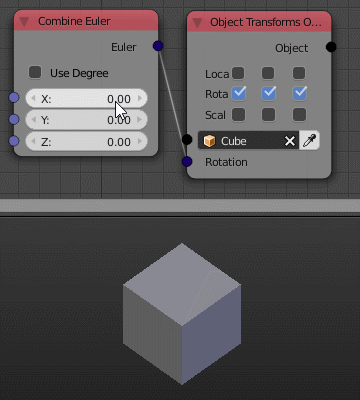 Combine Euler
Euler
Use Degree
X: 0.00
Y: 0.00
Z: 0.00
Object Transforms O...
Object
Loca
Rota
Scal
Cube
Rotation